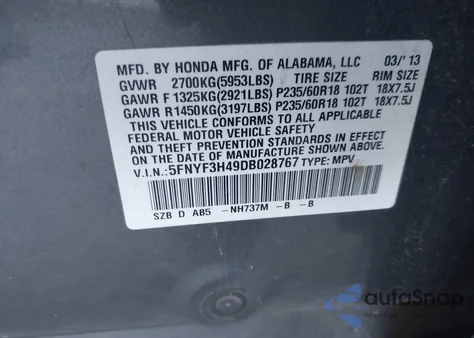 MFD. BY HONDA MFG. OF ALABAMA, LLC 03/'13
GVWR 2700KG(5953LBS) TIRE SIZE RIM SIZE
GAWR F 1325KG(2921LBS) P235/60R18 102T 18X7.5J
GAWR R1450KG(3197LBS) P235/60R18 102T 18X7.5J
THIS VEHICLE CONFORMS TO ALL APPLICABLE
FEDERAL MOTOR VEHICLE SAFETY AND
THEFT PREVENTION STANDARDS IN EFFECT ON
THE DATE OF MANUFACTURE SHOWN ABOVE.
V.I.N.: 5FNYF3H49DB028767 TYPE: MPV
SZB D AB5 -NH737M -B -B
autoSnap